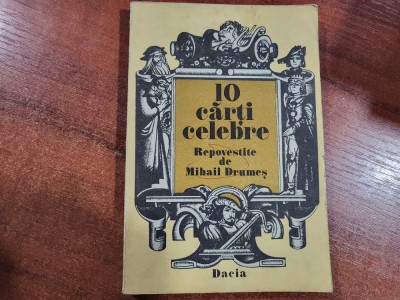 10
cărți
celebre
Repovestite
de
Mihail Drumeș
Dacia